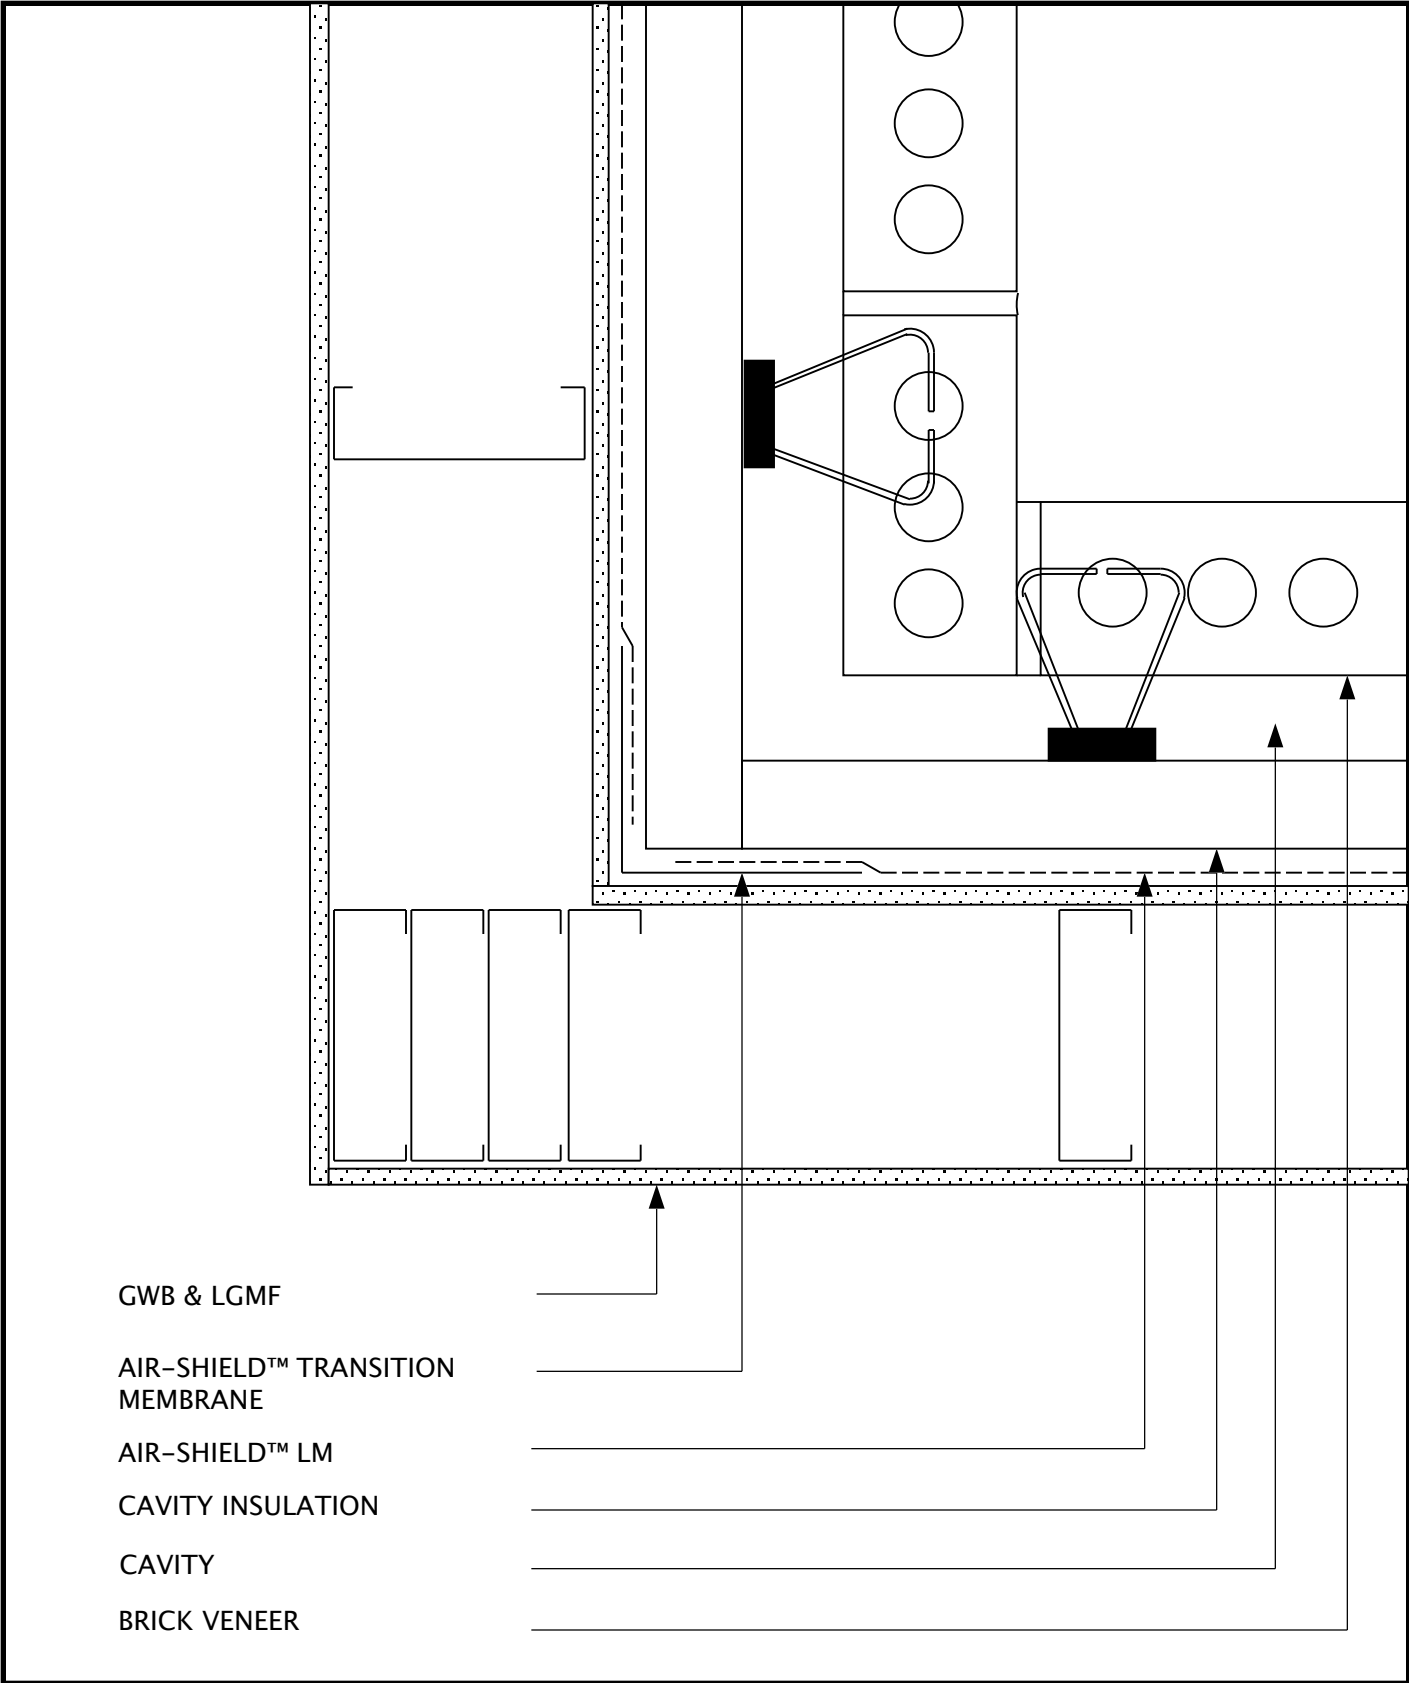 GWB & LGMF
AIR-SHIELD™ TRANSITION
MEMBRANE
AIR-SHIELD™ LM
CAVITY INSULATION
CAVITY
BRICK VENEER